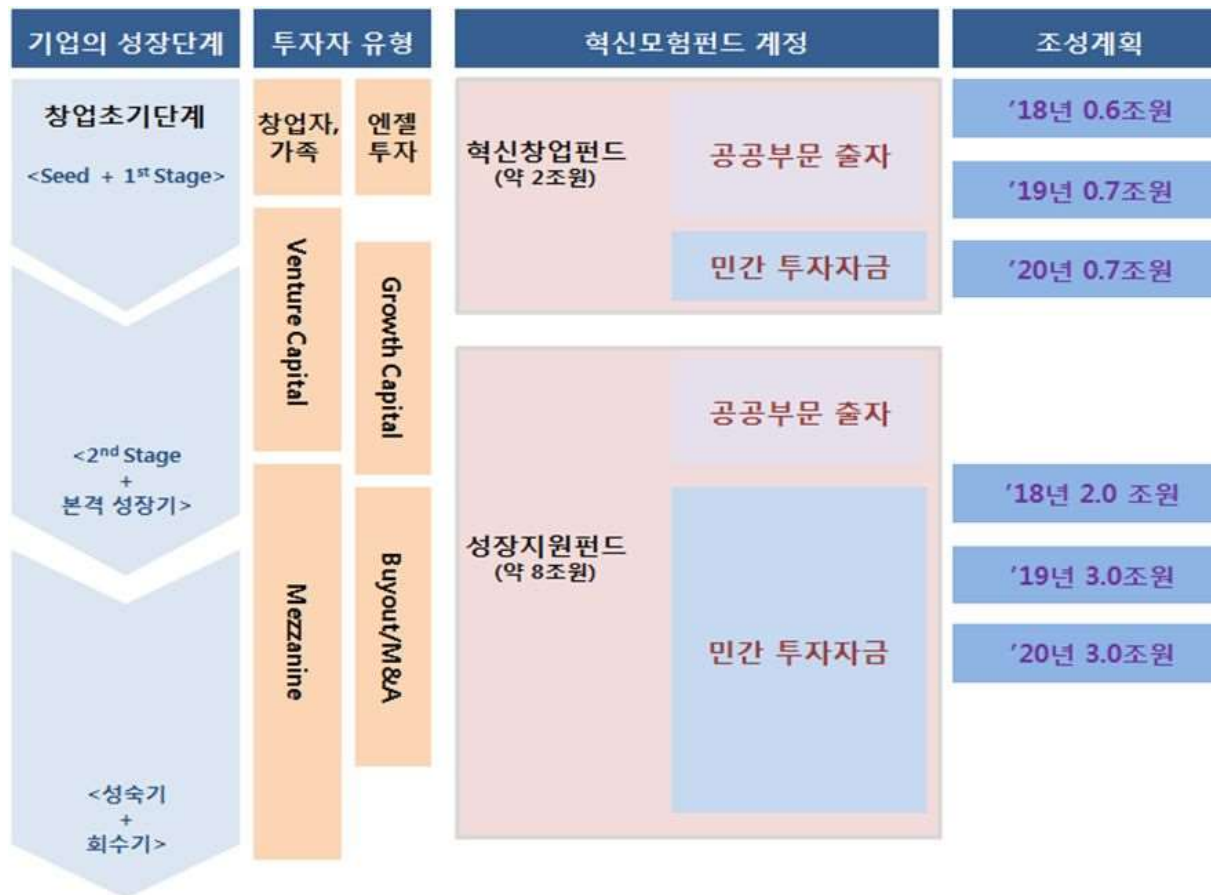 기업의 성장단계
투자자 유형
혁신모험펀드 계정
조성계획
창업초기단계
<Seed + 1st Stage>
<2nd Stage
+
본격 성장기>
<성숙기
+
회수기>
창업자,
가족
엔젤
투자
Venture Capital
Growth Capital
Mezzanine
Buyout/M&A
혁신창업펀드
(약 2조원)
공공부문 출자
민간 투자자금
성장지원펀드
(약 8조원)
공공부문 출자
민간 투자자금
’18년 0.6조원
’19년 0.7조원
’20년 0.7조원
’18년 2.0 조원
’19년 3.0조원
’20년 3.0조원